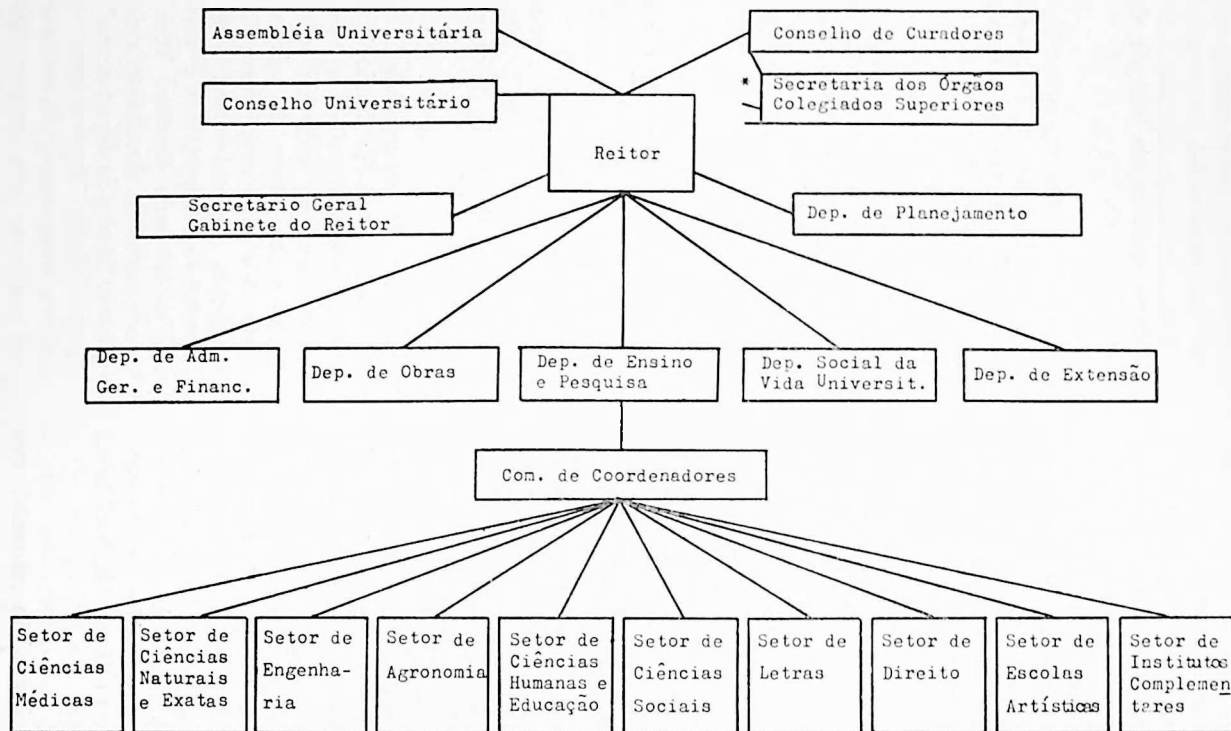 Assembléia Universitária
Conselho de Curadores
Conselho Universitário
* Secretaria dos Órgãos
Colegiados Superiores
Reitor
Secretário Geral
Gabinete do Reitor
Dep. de Planejamento
Dep. de Adm.
Ger. e Financ.
Dep. de Obras
Dep. de Ensino
e Pesquisa
Dep. Social da
Vida Universit.
Dep. de Extensão
Com. de Coordenadores
Setor de
Ciências
Médicas
Setor de
Ciências
Naturais
e Exatas
Setor de
Engenha-
ria
Setor de
Agronomia
Setor de
Ciências
Humanas e
Educação
Setor de
Ciências
Sociais
Setor de
Letras
Setor de
Direito
Setor de
Escolas
Artísticas
Setor de
Institutos
Complemen
tares